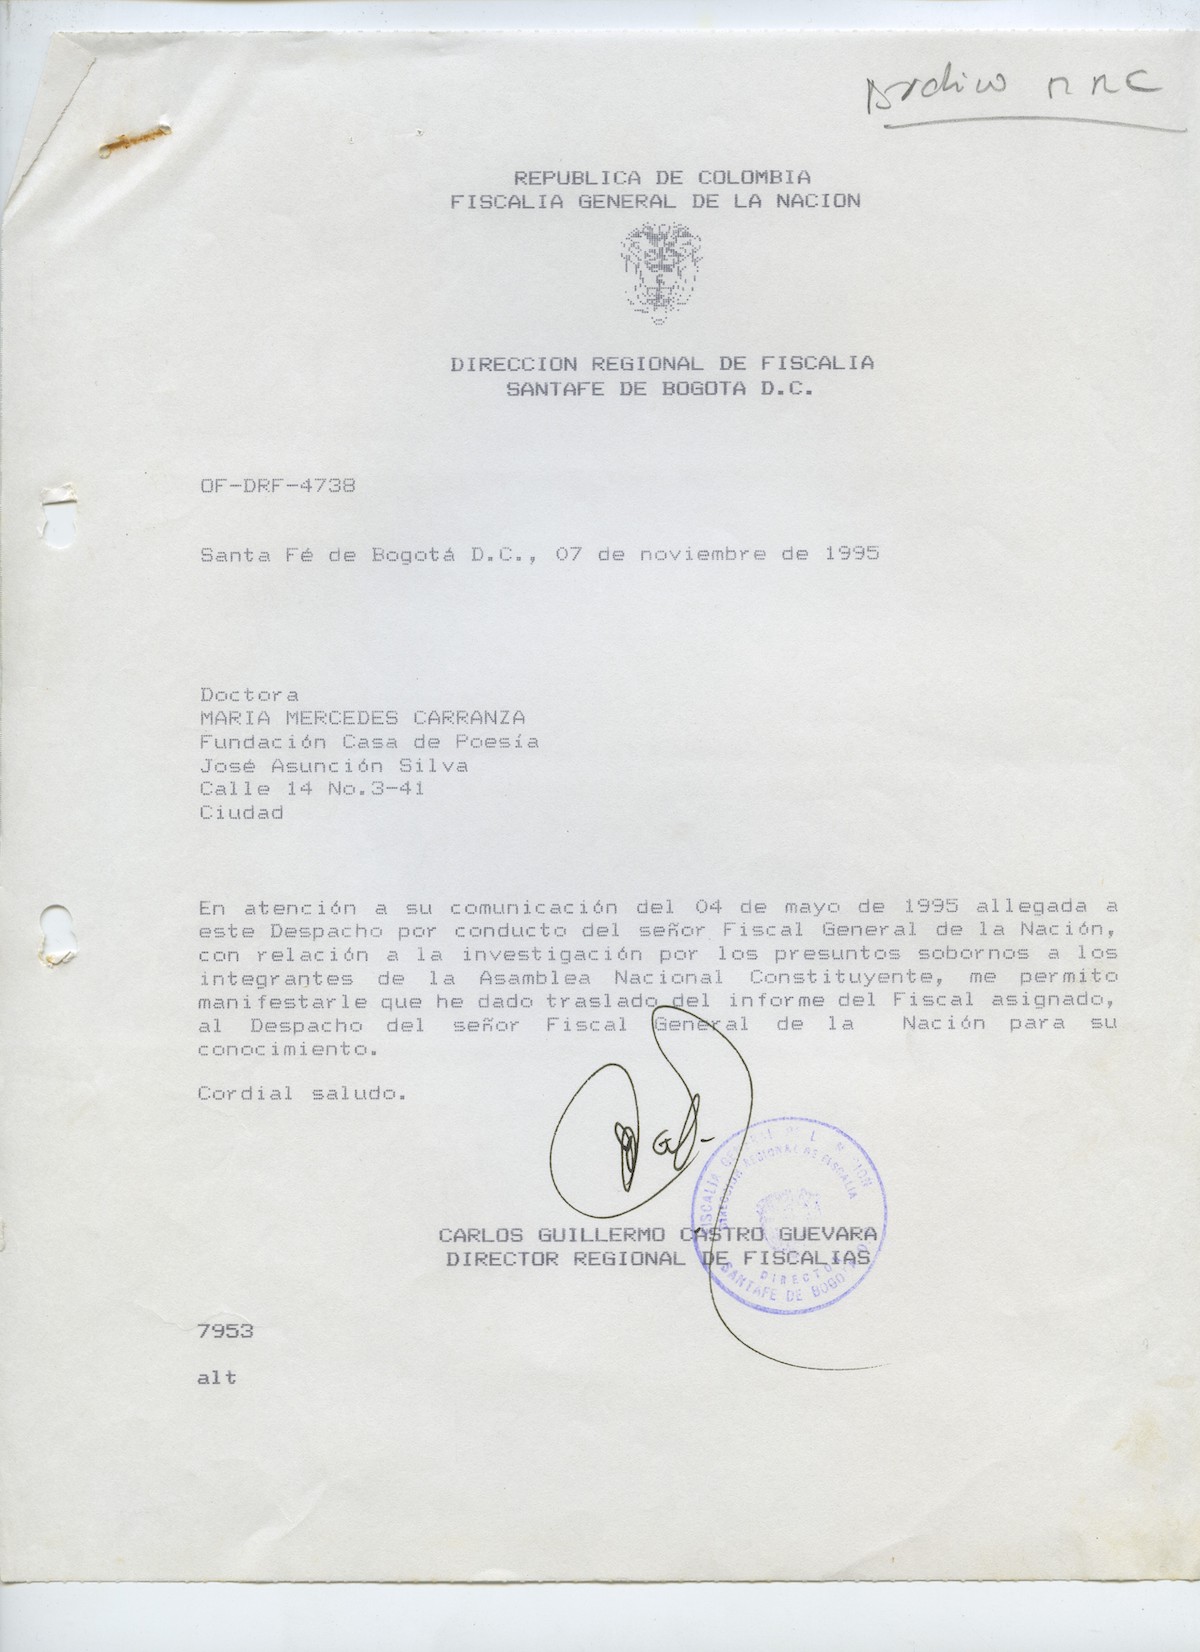 Archivo MMC
REPUBLICA DE COLOMBIA
FISCALIA GENERAL DE LA NACION
DIRECCION REGIONAL DE FISCALIA
SANTAFE DE BOGOTA D.C.
OF-DRF-4738
Santa Fé de Bogotá D.C., 07 de noviembre de 1995
Doctora
MARIA MERCEDES CARRANZA
Fundación Casa de Poesía
José Asunción Silva
Calle 14 No.3-41
Ciudad
En atención a su comunicación del 04 de mayo de 1995 allegada a
este Despacho por conducto del señor Fiscal General de la Nación,
con relación a la investigación por los presuntos sobornos a los
integrantes de la Asamblea Nacional Constituyente, me permito
manifestarle que he dado traslado del informe del Fiscal asignado,
al Despacho del señor Fiscal General de la Nación para su
conocimiento.
Cordial saludo.
FISCALIA GENERAL DE LA NACION
DIRECCION REGIONAL DE FISCALIA
DIRECTOR
SANTAFE DE BOGOTA D.C.
CARLOS GUILLERMO CASTRO GUEVARA
DIRECTOR REGIONAL DE FISCALIAS
7953
alt